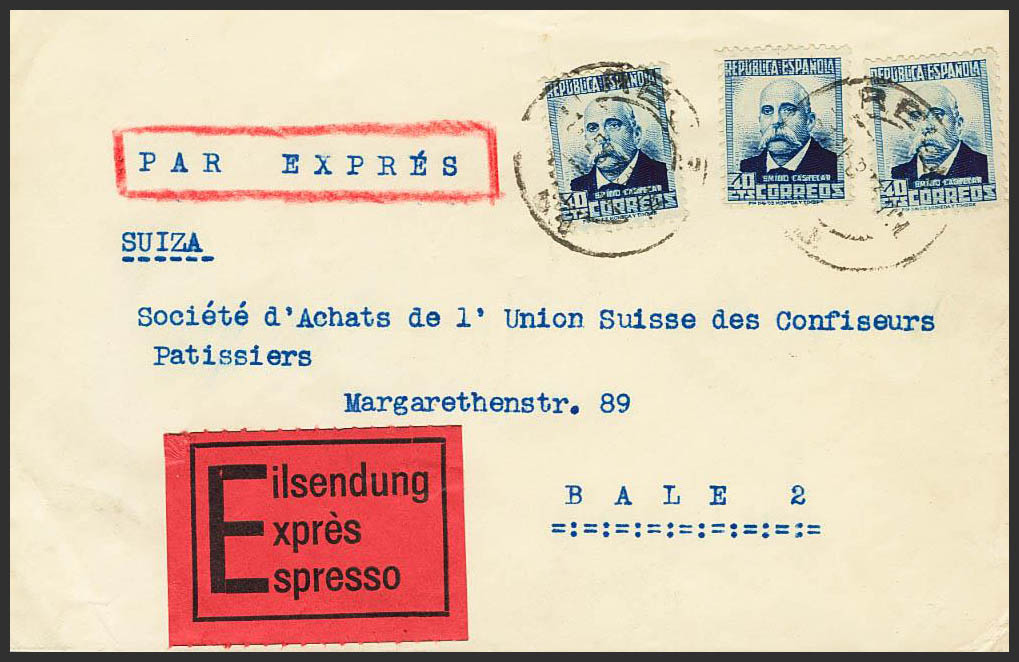 REPUBLICA ESPAÑOLA
REPUBLICA ESPAÑOLA
REPUBLICA ESPAÑOLA
EMILIO CASTELAR
40 CTS CORREOS
EMILIO CASTELAR
40 CTS CORREOS
EMILIO CASTELAR
40 CTS CORREOS
PAR EXPRÉS
SUIZA
Société d'Achats de l' Union Suisse des Confiseurs
Patissiers
Margarethenstr. 89
BALE 2
=:=:=:=:=:=:=:=:=
Eilsendung
Exprès
Espresso